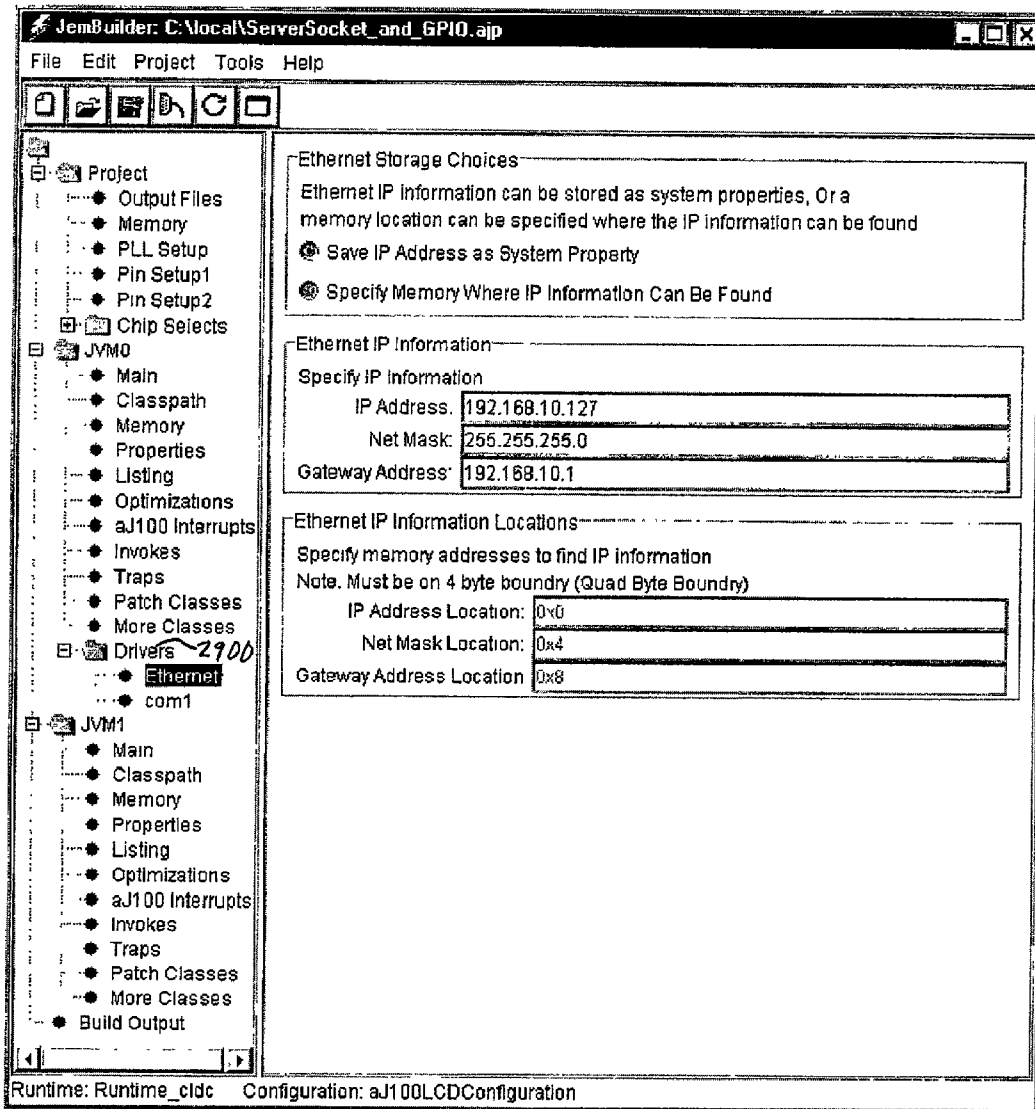 JemBuilder: C:\local\ServerSocket_and_GPIO.ajp
File Edit Project Tools Help
Project
Output Files
Memory
PLL Setup
Pin Setup1
Pin Setup2
Chip Selects
JVM0
Main
Classpath
Memory
Properties
Listing
Optimizations
aJ100 Interrupts
Invokes
Traps
Patch Classes
More Classes
Drivers 2900
Ethernet
com1
JVM1
Main
Classpath
Memory
Properties
Listing
Optimizations
aJ100 Interrupts
Invokes
Traps
Patch Classes
More Classes
Build Output
Ethernet Storage Choices
Ethernet IP information can be stored as system properties, Or a
memory location can be specified where the IP information can be found
Save IP Address as System Property
Specify Memory Where IP Information Can Be Found
Ethernet IP Information
Specify IP Information
IP Address. 192.168.10.127
Net Mask: 255.255.255.0
Gateway Address: 192.168.10.1
Ethernet IP Information Locations
Specify memory addresses to find IP information
Note. Must be on 4 byte boundry (Quad Byte Boundry)
IP Address Location: 0x0
Net Mask Location: 0x4
Gateway Address Location 0x8
Runtime: Runtime_cldc Configuration: aJ100LCDConfiguration